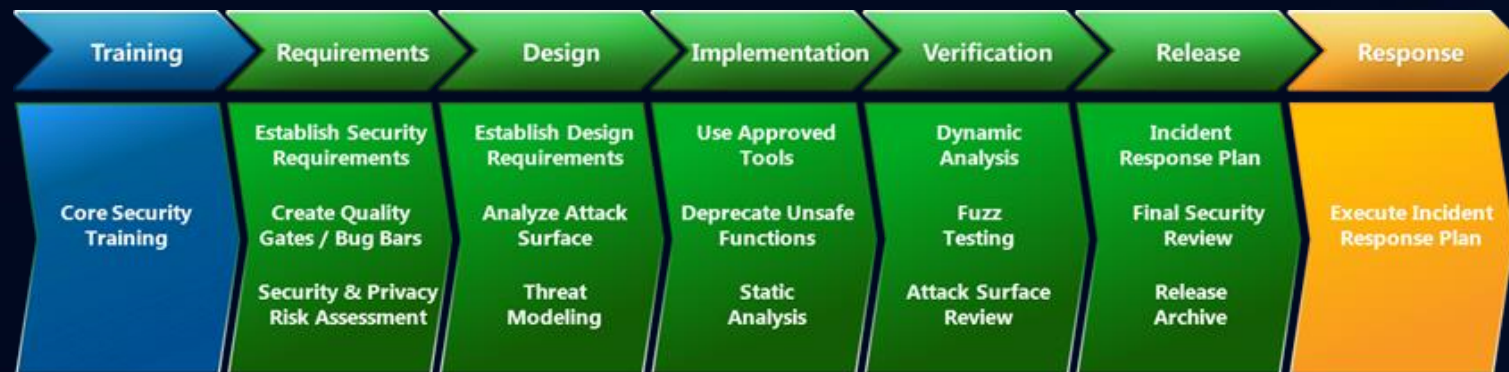 Training
Requirements
Design
Implementation
Verification
Release
Response
Core Security
Training
Establish Security
Requirements
Create Quality
Gates / Bug Bars
Security & Privacy
Risk Assessment
Establish Design
Requirements
Analyze Attack
Surface
Threat
Modeling
Use Approved
Tools
Deprecate Unsafe
Functions
Static
Analysis
Dynamic
Analysis
Fuzz
Testing
Attack Surface
Review
Incident
Response Plan
Final Security
Review
Release
Archive
Execute Incident
Response Plan